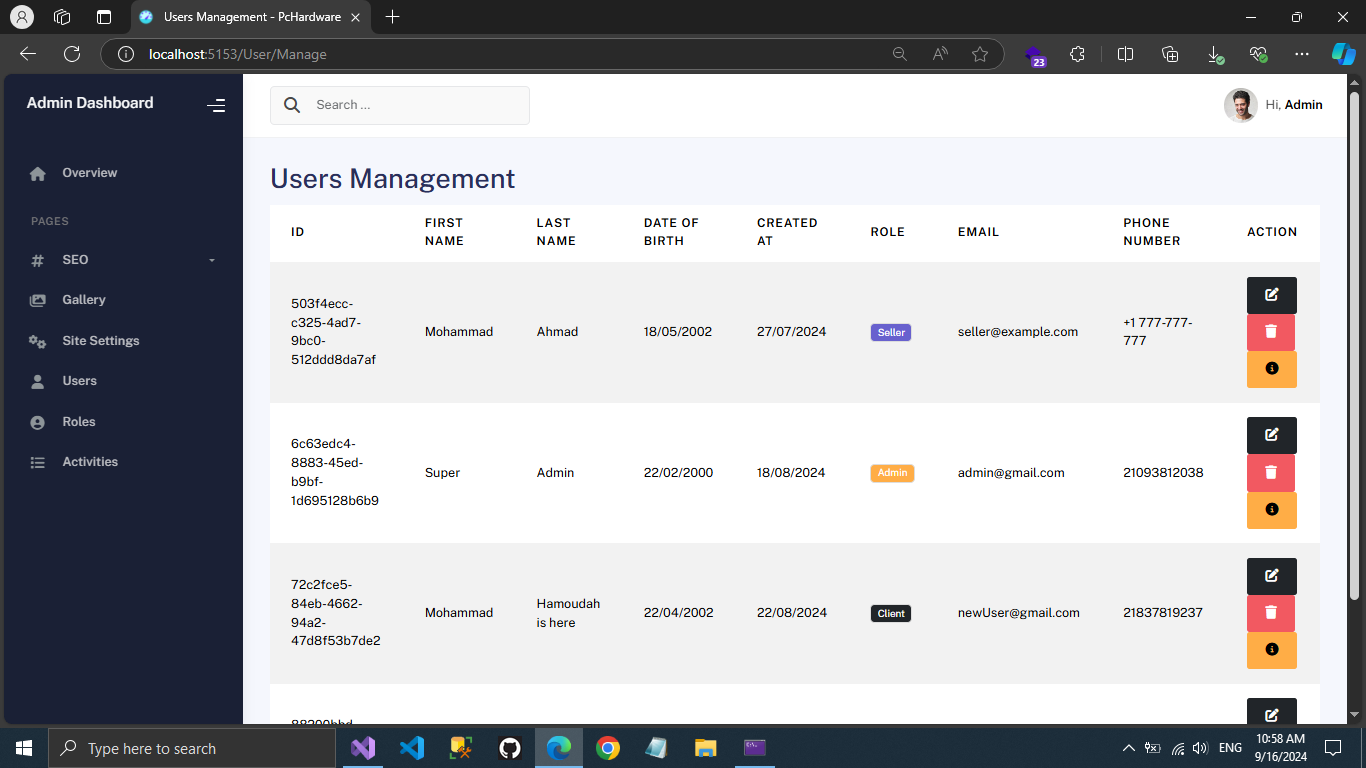 Users Management - PcHardware
localhost:5153/User/Manage
23
Admin Dashboard
Search ...
Hi, Admin
Overview
PAGES
SEO
Gallery
Site Settings
Users
Roles
Activities
Users Management
ID
FIRST
NAME
LAST
NAME
DATE OF
BIRTH
CREATED
AT
ROLE
EMAIL
PHONE
NUMBER
ACTION
503f4ecc-
c325-4ad7-
9bc0-
512ddd8da7af
Mohammad
Ahmad
18/05/2002
27/07/2024
Seller
seller@example.com
+1 777-777-
777
6c63edc4-
8883-45ed-
b9bf-
1d695128b6b9
Super
Admin
22/02/2000
18/08/2024
Admin
admin@gmail.com
21093812038
72c2fce5-
84eb-4662-
94a2-
47d8f53b7de2
Mohammad
Hamoudah
is here
22/04/2002
22/08/2024
Client
newUser@gmail.com
21837819237
Type here to search
ENG
10:58 AM
9/16/2024